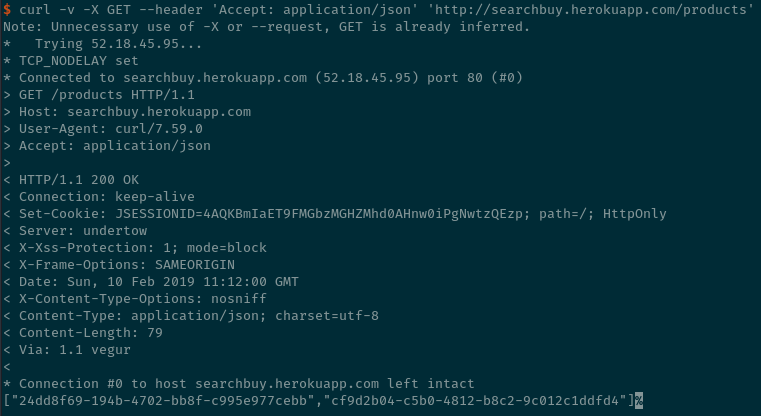 $ curl -v -X GET --header 'Accept: application/json' 'http://searchbuy.herokuapp.com/products'
Note: Unnecessary use of -X or --request, GET is already inferred.
*   Trying 52.18.45.95...
* TCP_NODELAY set
* Connected to searchbuy.herokuapp.com (52.18.45.95) port 80 (#0)
> GET /products HTTP/1.1
> Host: searchbuy.herokuapp.com
> User-Agent: curl/7.59.0
> Accept: application/json
>
< HTTP/1.1 200 OK
< Connection: keep-alive
< Set-Cookie: JSESSIONID=4AQKBmIaET9FMGbzMGHZMhd0AHnw0iPgNwtzQEzp; path=/; HttpOnly
< Server: undertow
< X-Xss-Protection: 1; mode=block
< X-Frame-Options: SAMEORIGIN
< Date: Sun, 10 Feb 2019 11:12:00 GMT
< X-Content-Type-Options: nosniff
< Content-Type: application/json; charset=utf-8
< Content-Length: 79
< Via: 1.1 vegur
<
* Connection #0 to host searchbuy.herokuapp.com left intact
["24dd8f69-194b-4702-bb8f-c995e977cebb","cf9d2b04-c5b0-4812-b8c2-9c012c1ddfd4"]%